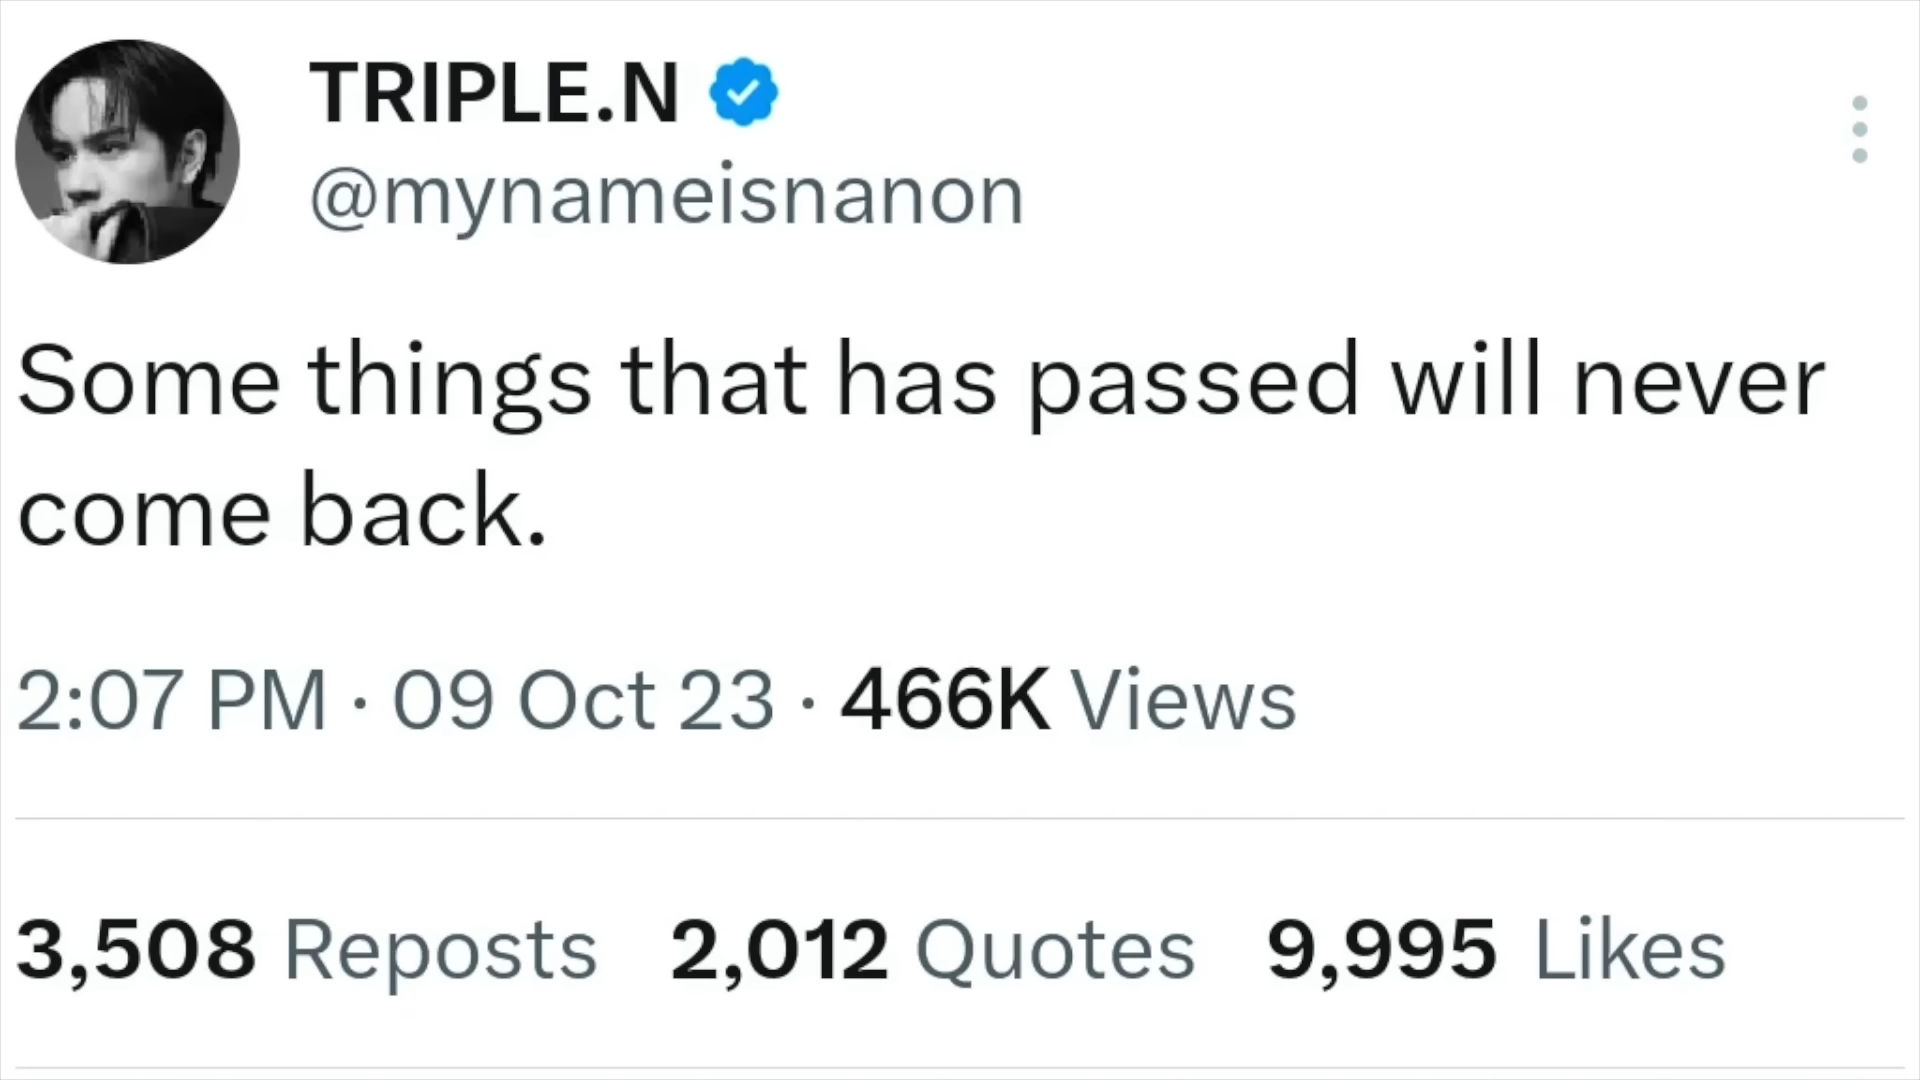 TRIPLE.N
@mynameisnanon
Some things that has passed will never
come back.
2:07 PM · 09 Oct 23 · 466K Views
3,508 Reposts 2,012 Quotes 9,995 Likes